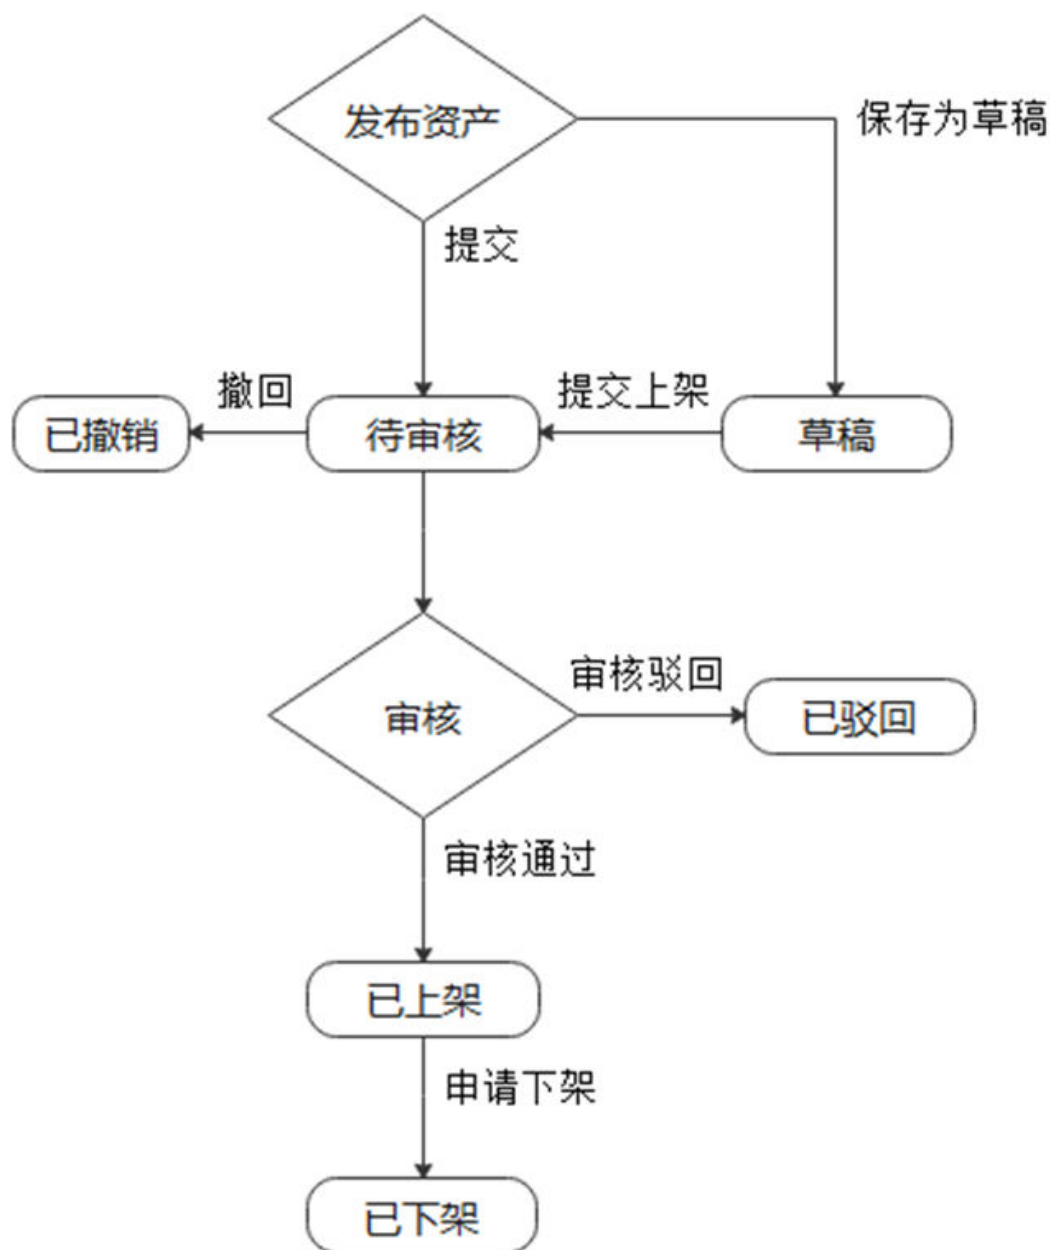 发布资产
保存为草稿
提交
撤回
提交上架
已撤销
待审核
草稿
审核驳回
审核
已驳回
审核通过
已上架
申请下架
已下架